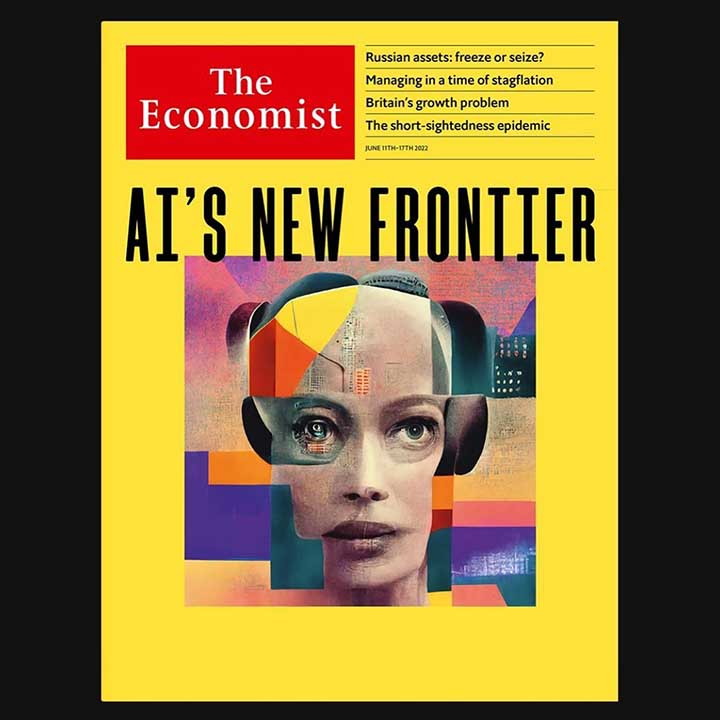 The
Economist
Russian assets: freeze or seize?
Managing in a time of stagflation
Britain's growth problem
The short-sightedness epidemic
JUNE 11TH–17TH 2022
AI'S NEW FRONTIER